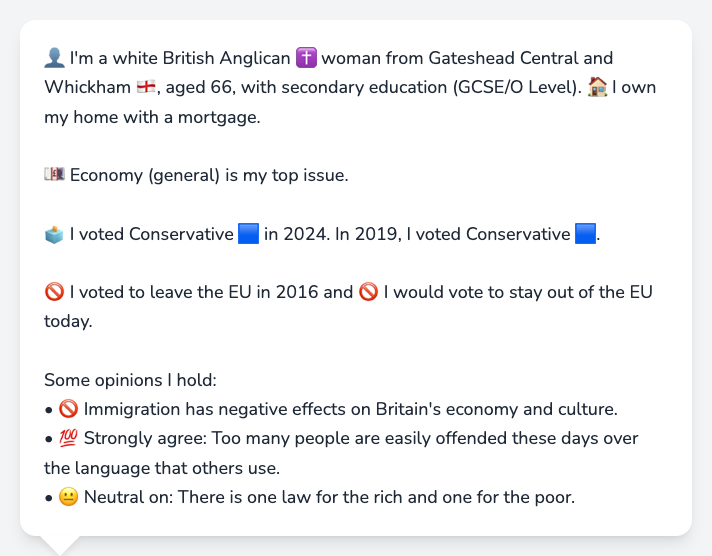 👤 I'm a white British Anglican ✝️ woman from Gateshead Central and
Whickham 🏴󠁧󠁢󠁥󠁮󠁧󠁿, aged 66, with secondary education (GCSE/O Level). 🏠 I own
my home with a mortgage.
💷 Economy (general) is my top issue.
🗳️ I voted Conservative 🟦 in 2024. In 2019, I voted Conservative 🟦.
🚫 I voted to leave the EU in 2016 and 🚫 I would vote to stay out of the EU
today.
Some opinions I hold:
• 🚫 Immigration has negative effects on Britain's economy and culture.
• 💯 Strongly agree: Too many people are easily offended these days over
the language that others use.
• 😐 Neutral on: There is one law for the rich and one for the poor.